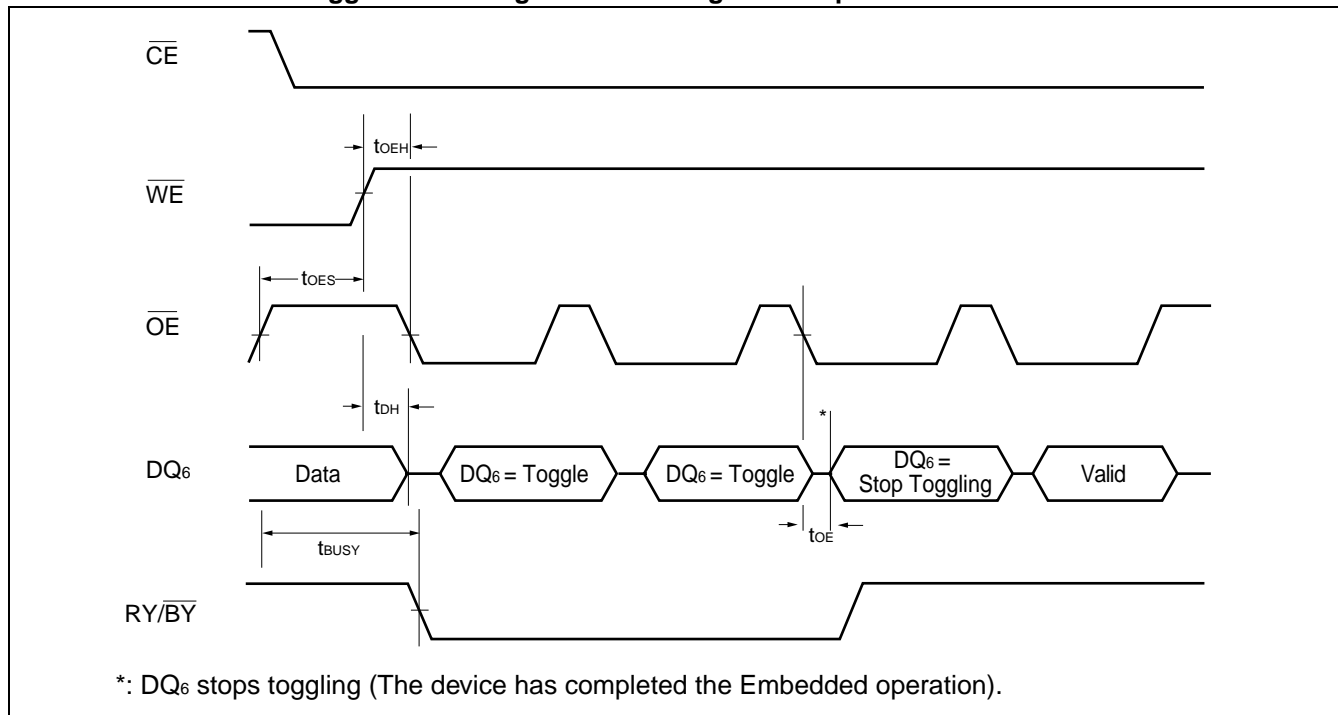 CE
tOEH
WE
tOES
OE
tDH
*
DQ6
Data
DQ6 = Toggle
DQ6 = Toggle
DQ6 =
Stop Toggling
Valid
tOE
tBUSY
RY/BY
*: DQ6 stops toggling (The device has completed the Embedded operation).